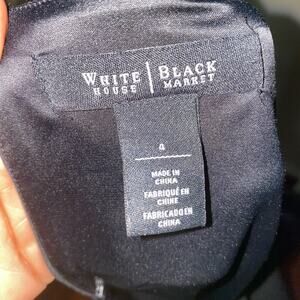 WHITE | BLACK
HOUSE | MARKET
4
MADE IN
CHINA
FABRIQUÉ EN
CHINE
FABRICADO EN
CHINA